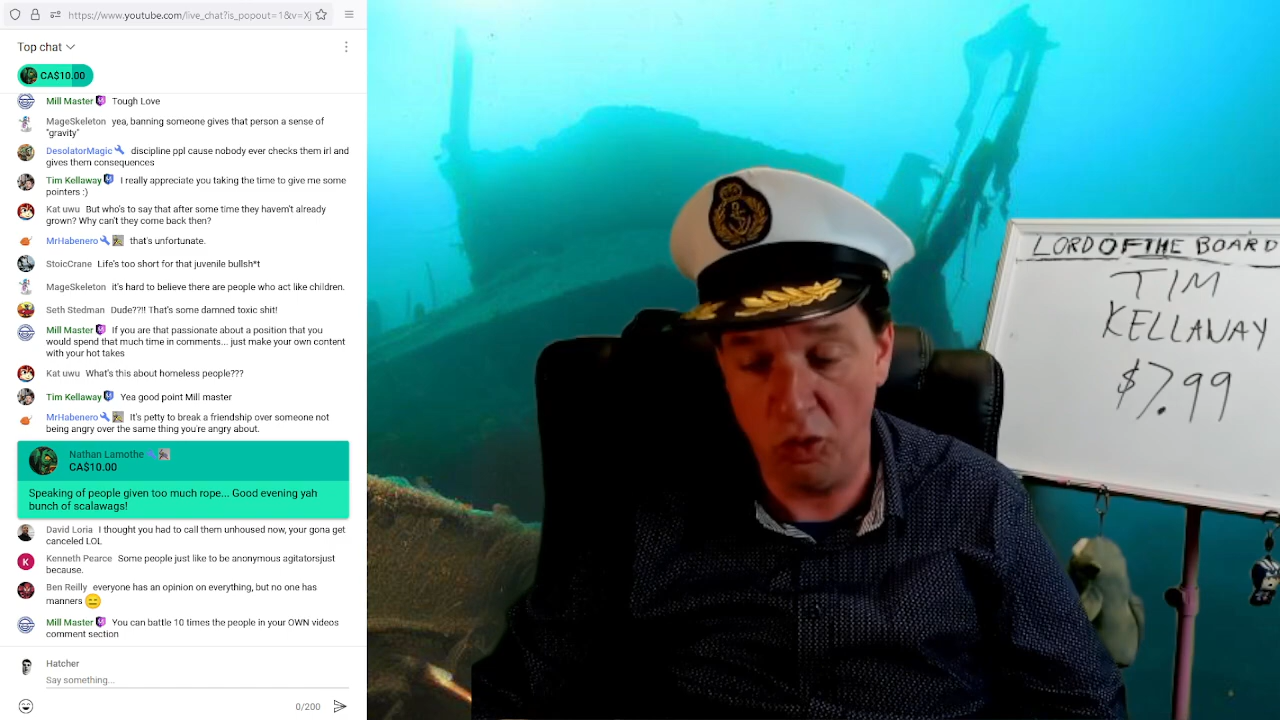 https://www.youtube.com/live_chat?is_popout=1&v=Xj
Top chat
CA$10.00
Mill Master Tough Love
MageSkeleton yea, banning someone gives that person a sense of
"gravity"
DesolatorMagic discipline ppl cause nobody ever checks them irl and
gives them consequences
Tim Kellaway I really appreciate you taking the time to give me some
pointers :)
Kat uwu But who's to say that after some time they havem't already
grown? Why can't they come back then?
MrHabenero that's unfortunate.
StoicCrane Life's too short for that juvenile bullsh*t
MageSkeleton it's hard to believe there are people who act like children.
Seth Stedman Dude??!! That's some damned toxic shit!
Mill Master If you are that passionate about a position that you
would spend that much time in comments... just make your own content
with your hot takes
Kat uwu What's this about homeless people???
Tim Kellaway Yea good point Mill master
MrHabenero It's petty to break a friendship over someone not
being angry over the same thing you're angry about.
Nathan Lamothe
CA$10.00
Speaking of people given too much rope... Good evening yah
bunch of scalawags!
David Loria I thought you had to call them unhoused now, your gona get
canceled LOL
Kenneth Pearce Some people just like to be anonymous agitatorsjust
because.
Ben Reilly everyone has an opinion on everything, but no one has
manners
Mill Master You can battle 10 times the people in your OWN videos
comment section
Hatcher
Say something...
0/200
LORD OF THE BOARD
TIM
KELLAWAY
$7.99